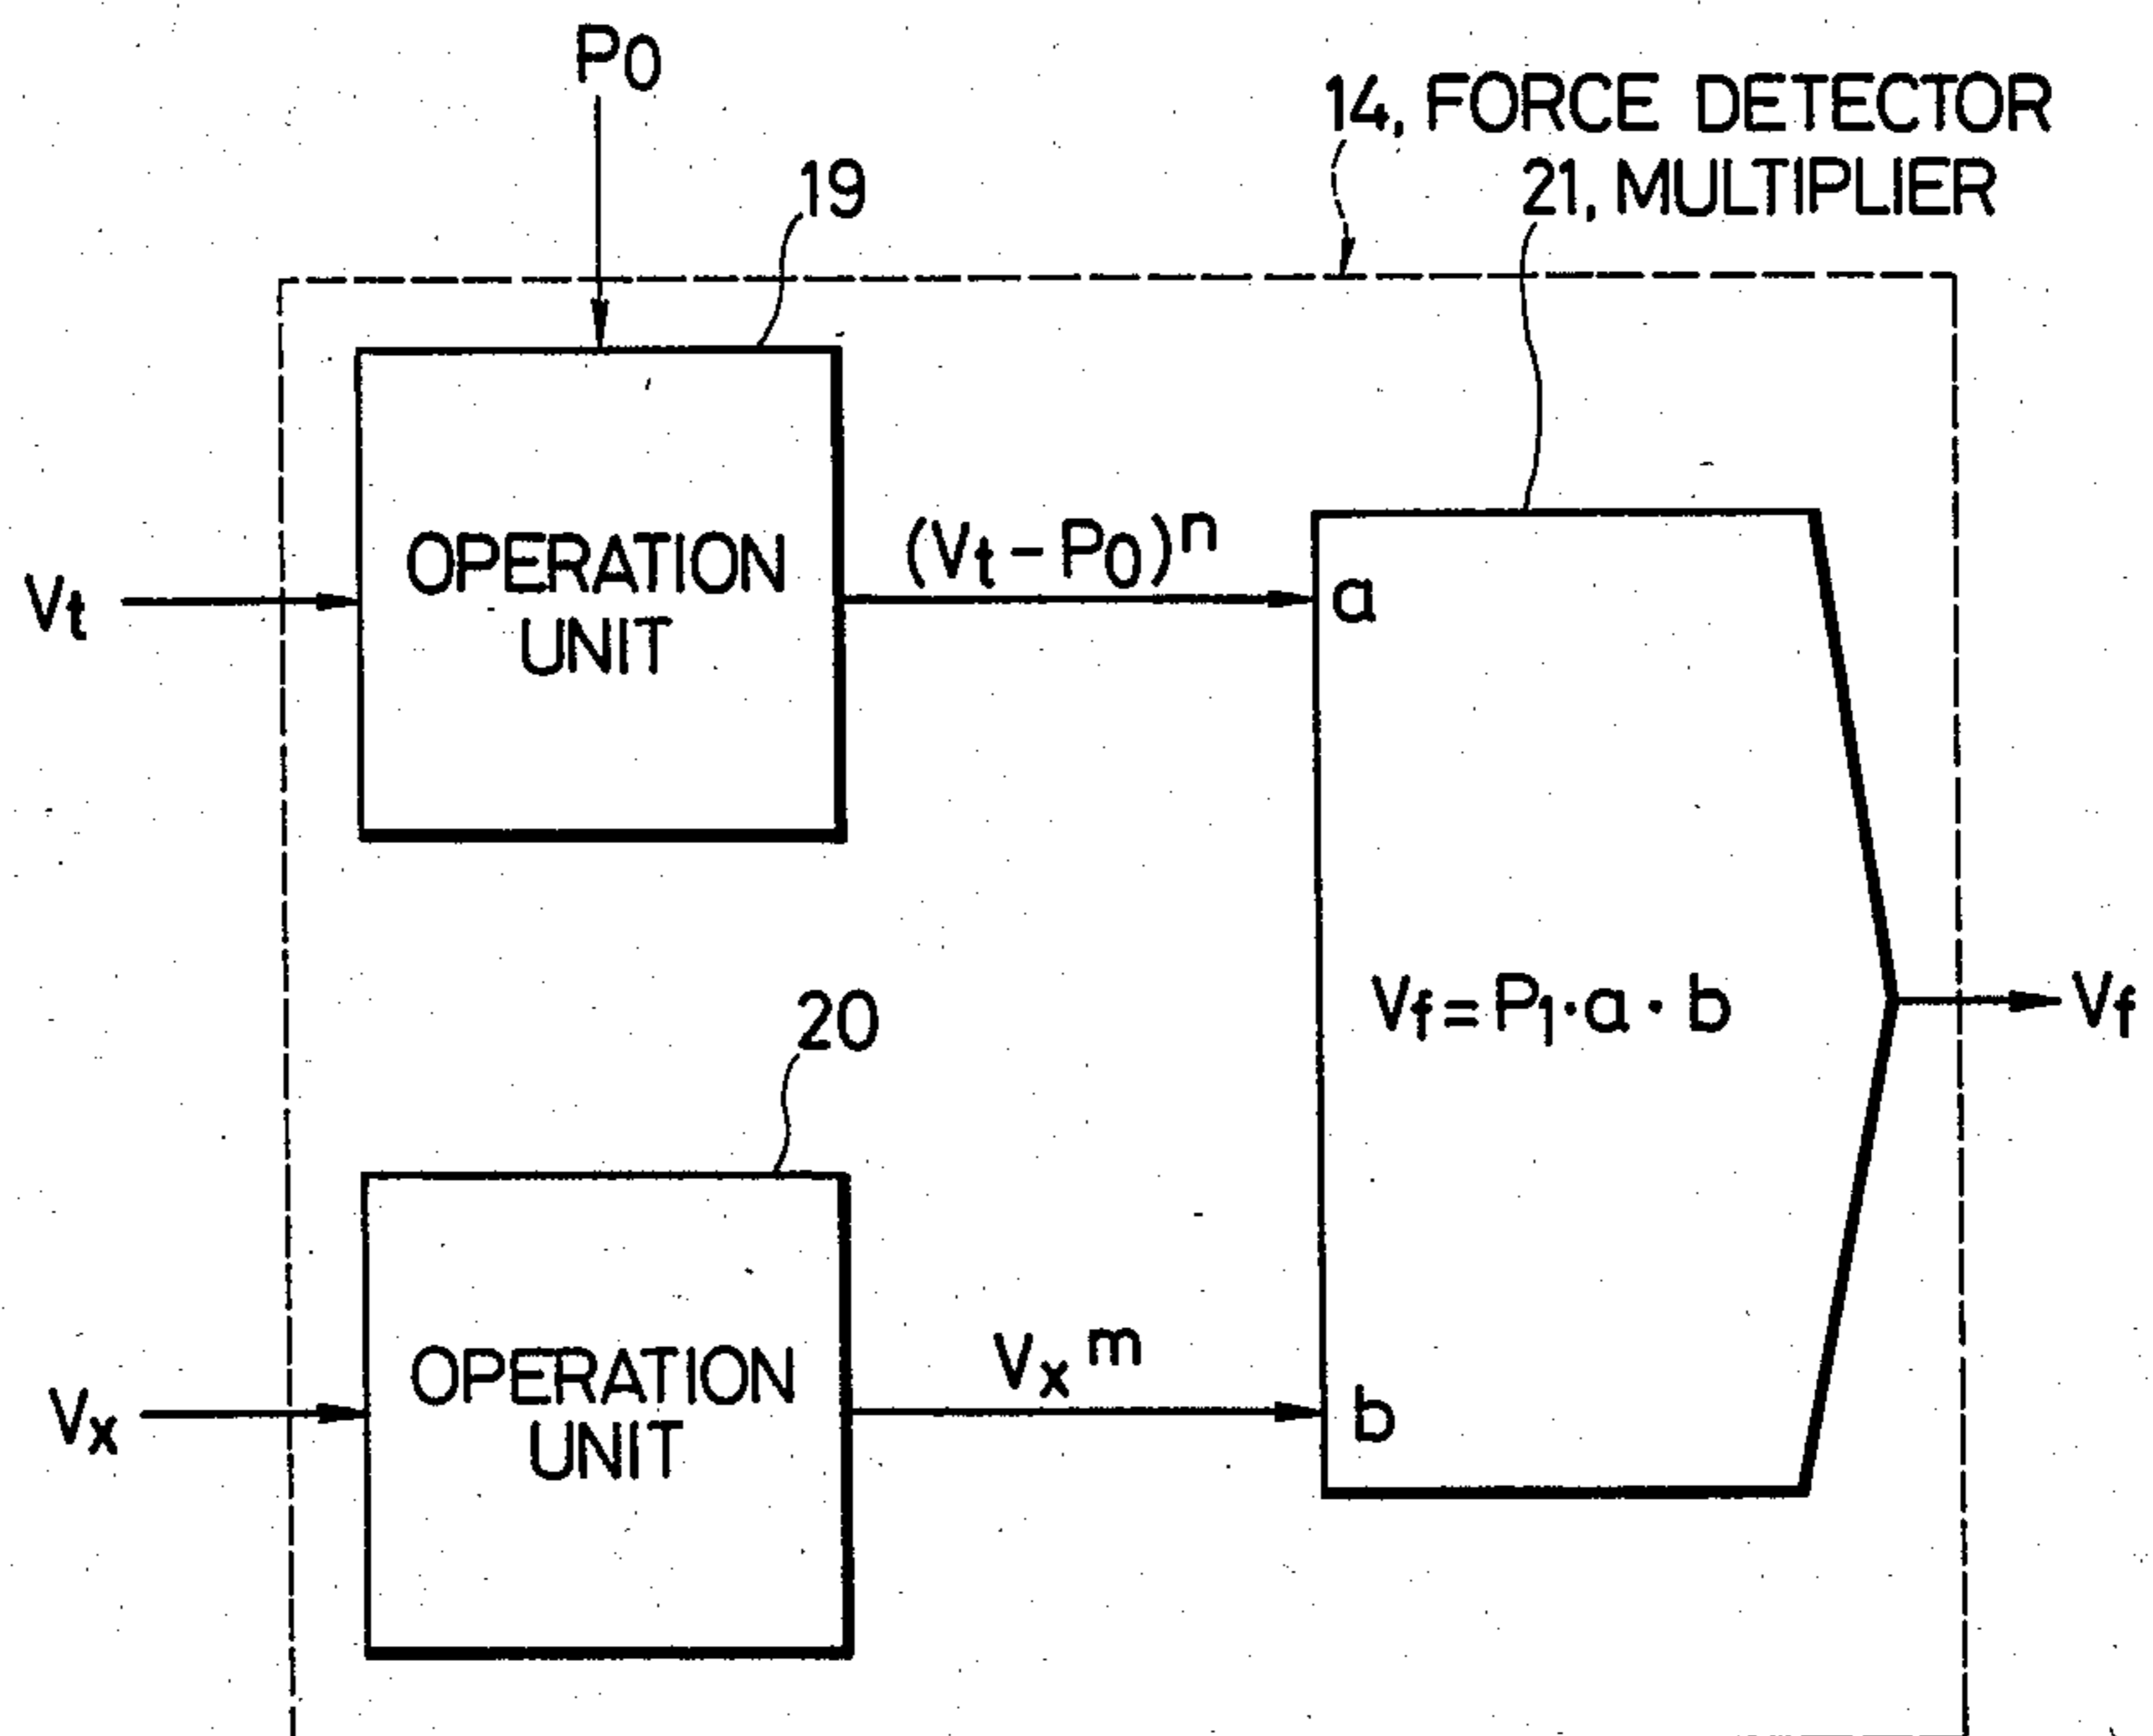 P0
14, FORCE DETECTOR
21, MULTIPLIER
19
OPERATION
UNIT
Vt
(Vt - P0)^n
a
Vf = P1·a·b
Vf
20
OPERATION
UNIT
Vx
Vx^m
b